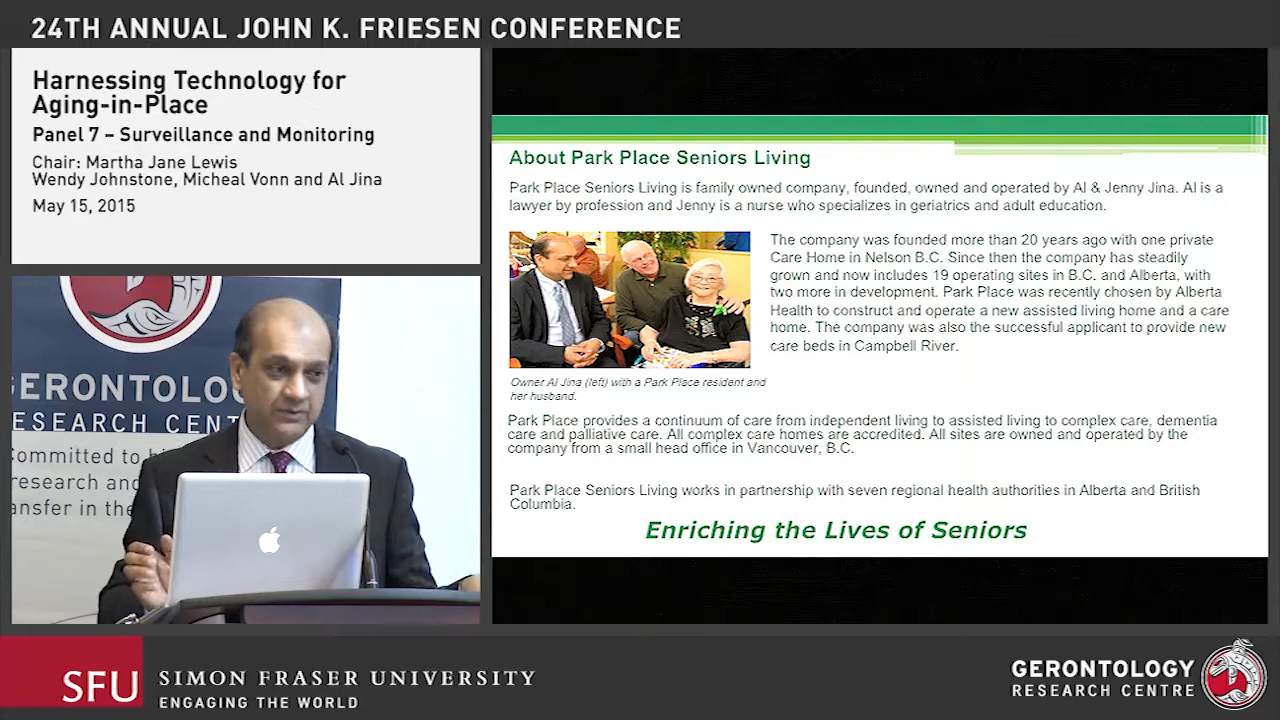 24TH ANNUAL JOHN K. FRIESEN CONFERENCE
Harnessing Technology for
Aging-in-Place
Panel 7 – Surveillance and Monitoring
Chair: Martha Jane Lewis
Wendy Johnstone, Micheal Vonn and Al Jina
May 15, 2015
GERONTOLO
RESEARCH CENT
Committed to
research and
ansfer in the
About Park Place Seniors Living
Park Place Seniors Living is family owned company, founded, owned and operated by Al & Jenny Jina. Al is a
lawyer by profession and Jenny is a nurse who specializes in geriatrics and adult education.
The company was founded more than 20 years ago with one private
Care Home in Nelson B.C. Since then the company has steadily
grown and now includes 19 operating sites in B.C. and Alberta, with
two more in development. Park Place was recently chosen by Alberta
Health to construct and operate a new assisted living home and a care
home. The company was also the successful applicant to provide new
care beds in Campbell River.
Owner Al Jina (left) with a Park Place resident and
her husband.
Park Place provides a continuum of care from independent living to assisted living to complex care, dementia
care and palliative care. All complex care homes are accredited. All sites are owned and operated by the
company from a small head office in Vancouver, B.C.
Park Place Seniors Living works in partnership with seven regional health authorities in Alberta and British
Columbia.
Enriching the Lives of Seniors
SFU
SIMON FRASER UNIVERSITY
ENGAGING THE WORLD
GERONTOLOGY
RESEARCH CENTRE